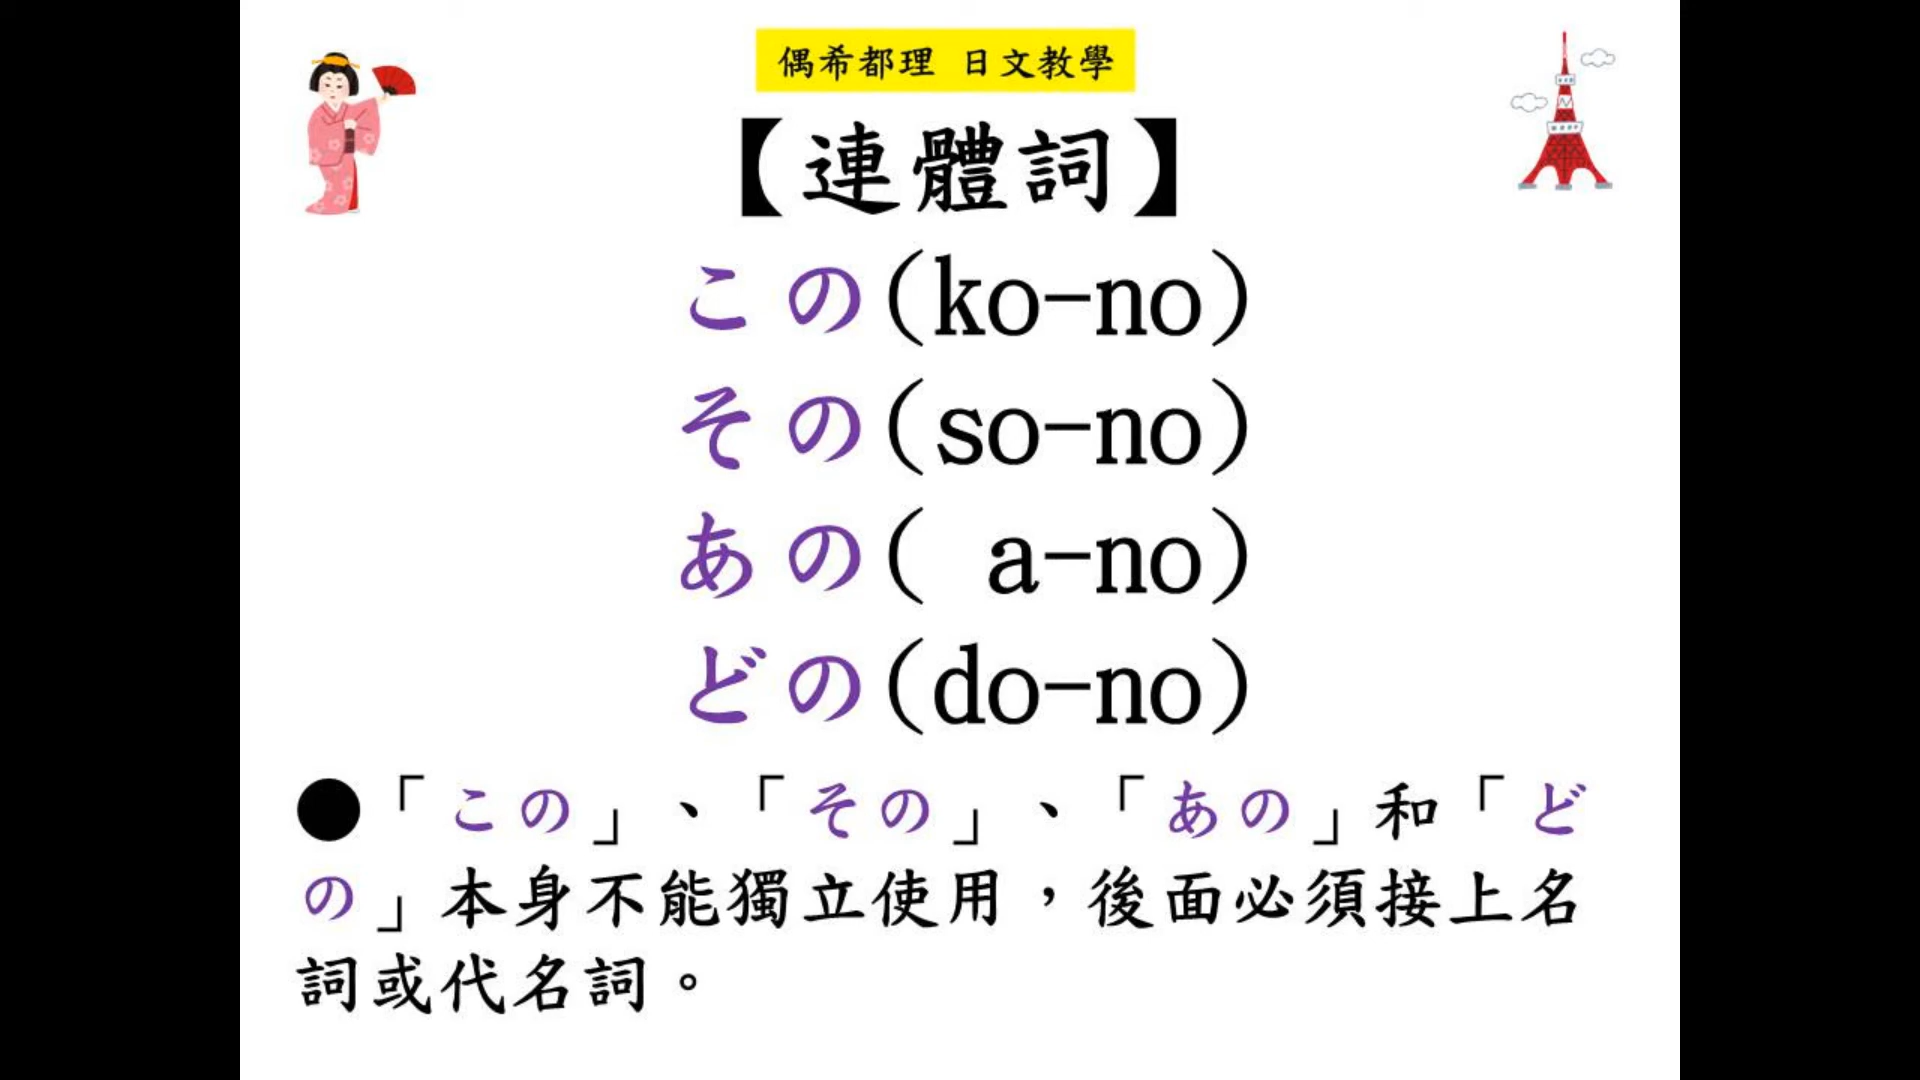 偶希都理 日文教學
【連體詞】
この(ko-no)
その(so-no)
あの( a-no)
どの(do-no)
●「この」、「その」、「あの」和「ど
の」本身不能獨立使用，後面必須接上名
詞或代名詞。